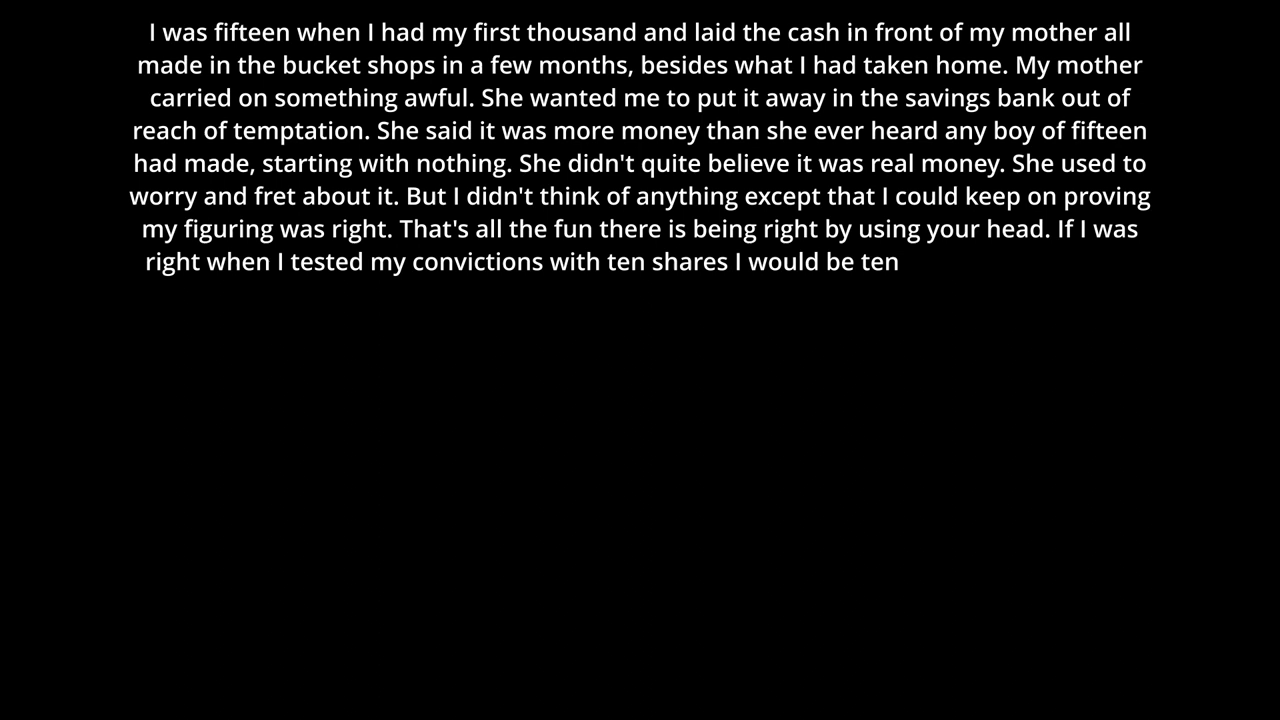 I was fifteen when I had my first thousand and laid the cash in front of my mother all
made in the bucket shops in a few months, besides what I had taken home. My mother
carried on something awful. She wanted me to put it away in the savings bank out of
reach of temptation. She said it was more money than she ever heard any boy of fifteen
had made, starting with nothing. She didn't quite believe it was real money. She used to
worry and fret about it. But I didn't think of anything except that I could keep on proving
my figuring was right. That's all the fun there is being right by using your head. If I was
right when I tested my convictions with ten shares I would be ten